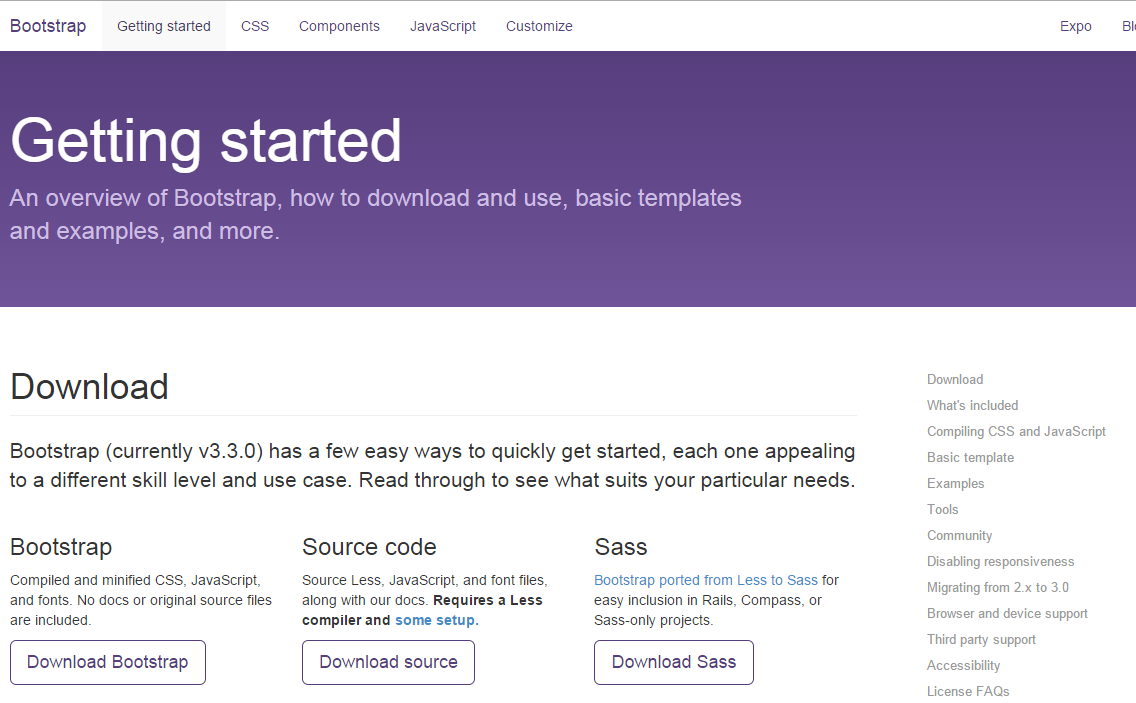 Bootstrap Getting started CSS Components JavaScript Customize Expo
Getting started
An overview of Bootstrap, how to download and use, basic templates
and examples, and more.
Download
Bootstrap (currently v3.3.0) has a few easy ways to quickly get started, each one appealing
to a different skill level and use case. Read through to see what suits your particular needs.
Bootstrap
Compiled and minified CSS, JavaScript,
and fonts. No docs or original source files
are included.
Download Bootstrap
Source code
Source Less, JavaScript, and font files,
along with our docs. Requires a Less
compiler and some setup.
Download source
Sass
Bootstrap ported from Less to Sass for
easy inclusion in Rails, Compass, or
Sass-only projects.
Download Sass
Download
What's included
Compiling CSS and JavaScript
Basic template
Examples
Tools
Community
Disabling responsiveness
Migrating from 2.x to 3.0
Browser and device support
Third party support
Accessibility
License FAQs